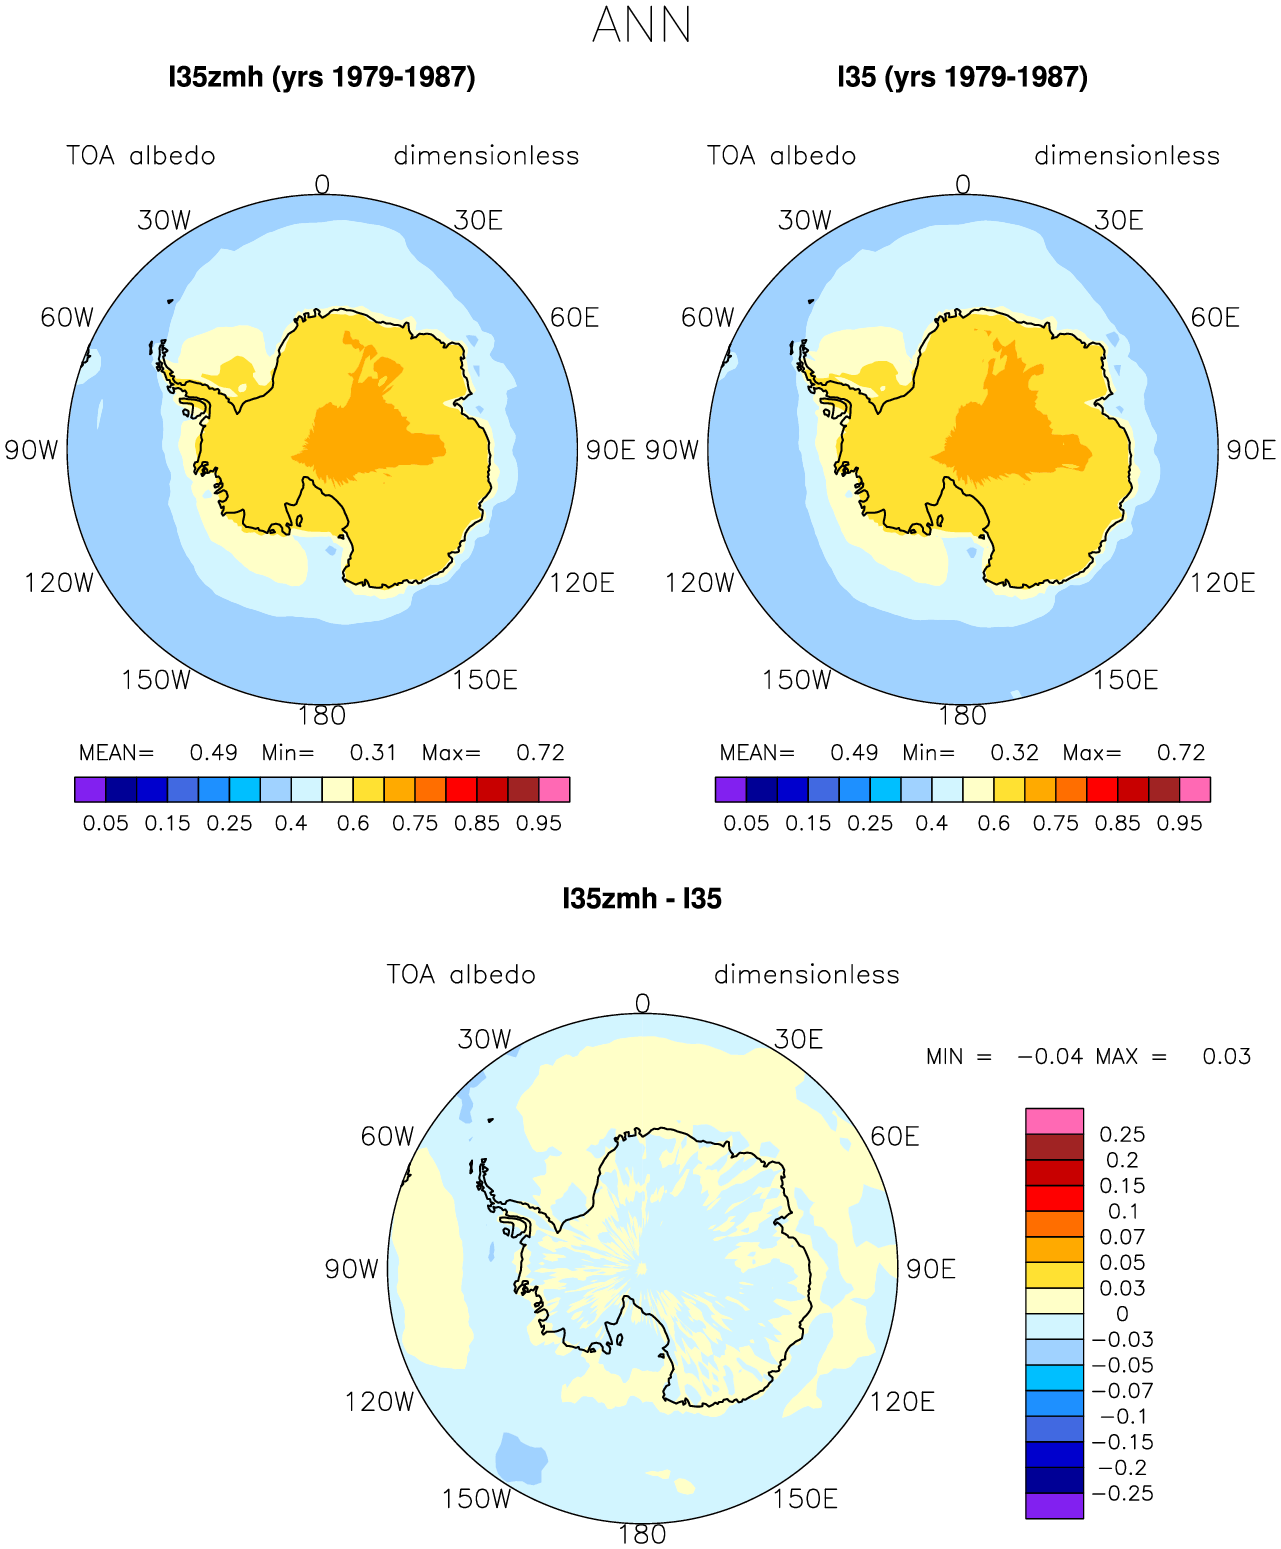 ANN
I35zmh (yrs 1979-1987)
I35 (yrs 1979-1987)
TOA albedo dimensionless
TOA albedo dimensionless
0
0
30W 30E
30W 30E
60W 60E
60W 60E
90W 90E
90W 90E
120W 120E
120W 120E
150W 150E
150W 150E
180
180
MEAN= 0.49 Min= 0.31 Max= 0.72
MEAN= 0.49 Min= 0.32 Max= 0.72
0.05 0.15 0.25 0.4 0.6 0.75 0.85 0.95
0.05 0.15 0.25 0.4 0.6 0.75 0.85 0.95
I35zmh - I35
TOA albedo dimensionless
0
30W 30E
MIN = -0.04 MAX = 0.03
60W 60E
90W 90E
120W 120E
150W 150E
180
0.25
0.2
0.15
0.1
0.07
0.05
0.03
0
-0.03
-0.05
-0.07
-0.1
-0.15
-0.2
-0.25